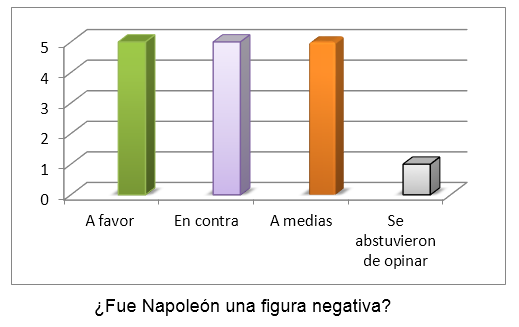 5
4
3
2
1
0
A favor
En contra
A medias
Se
abstuvieron
de opinar
¿Fue Napoleón una figura negativa?